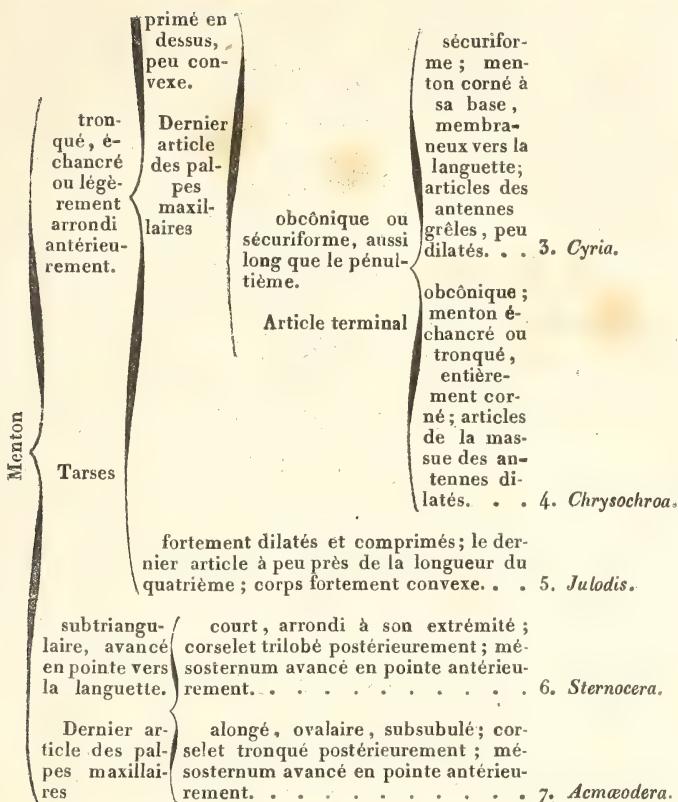 Menton
tron-
qué, é-
chancré
ou légè-
rement
arrondi
antérieu-
rement.
Tarses
primé en
dessus,
peu con-
vexe.
Dernier
article
des pal-
pes
maxil-
laires
obcônique ou
sécuriforme, aussi
long que le pénul-
tième.
Article terminal
sécurifor-
me ; men-
ton corné à
sa base,
membra-
neux vers la
languette;
articles des
antennes
grêles, peu
dilatés. . . 3. Cyria.
obcônique ;
menton é-
chancré ou
tronqué,
entière-
ment cor-
né ; articles
de la mas-
sue des an-
tennes di-
latés. . . 4. Chrysochroa.
fortement dilatés et comprimés; le der-
nier article à peu près de la longueur du
quatrième ; corps fortement convexe. . . 5. Julodis.
subtriangu-
laire, avancé
en pointe vers
la languette.
Dernier ar-
ticle des pal-
pes maxillai-
res
court, arrondi à son extrémité ;
corselet trilobé postérieurement ; mé-
sosternum avancé en pointe antérieu-
rement. . . . . . . . . . . 6. Sternocera.
alongé, ovalaire, subsubulé ; cor-
selet tronqué postérieurement ; mé-
sosternum avancé en pointe antérieu-
rement. . . . . . . . . . . 7. Acmæodera.